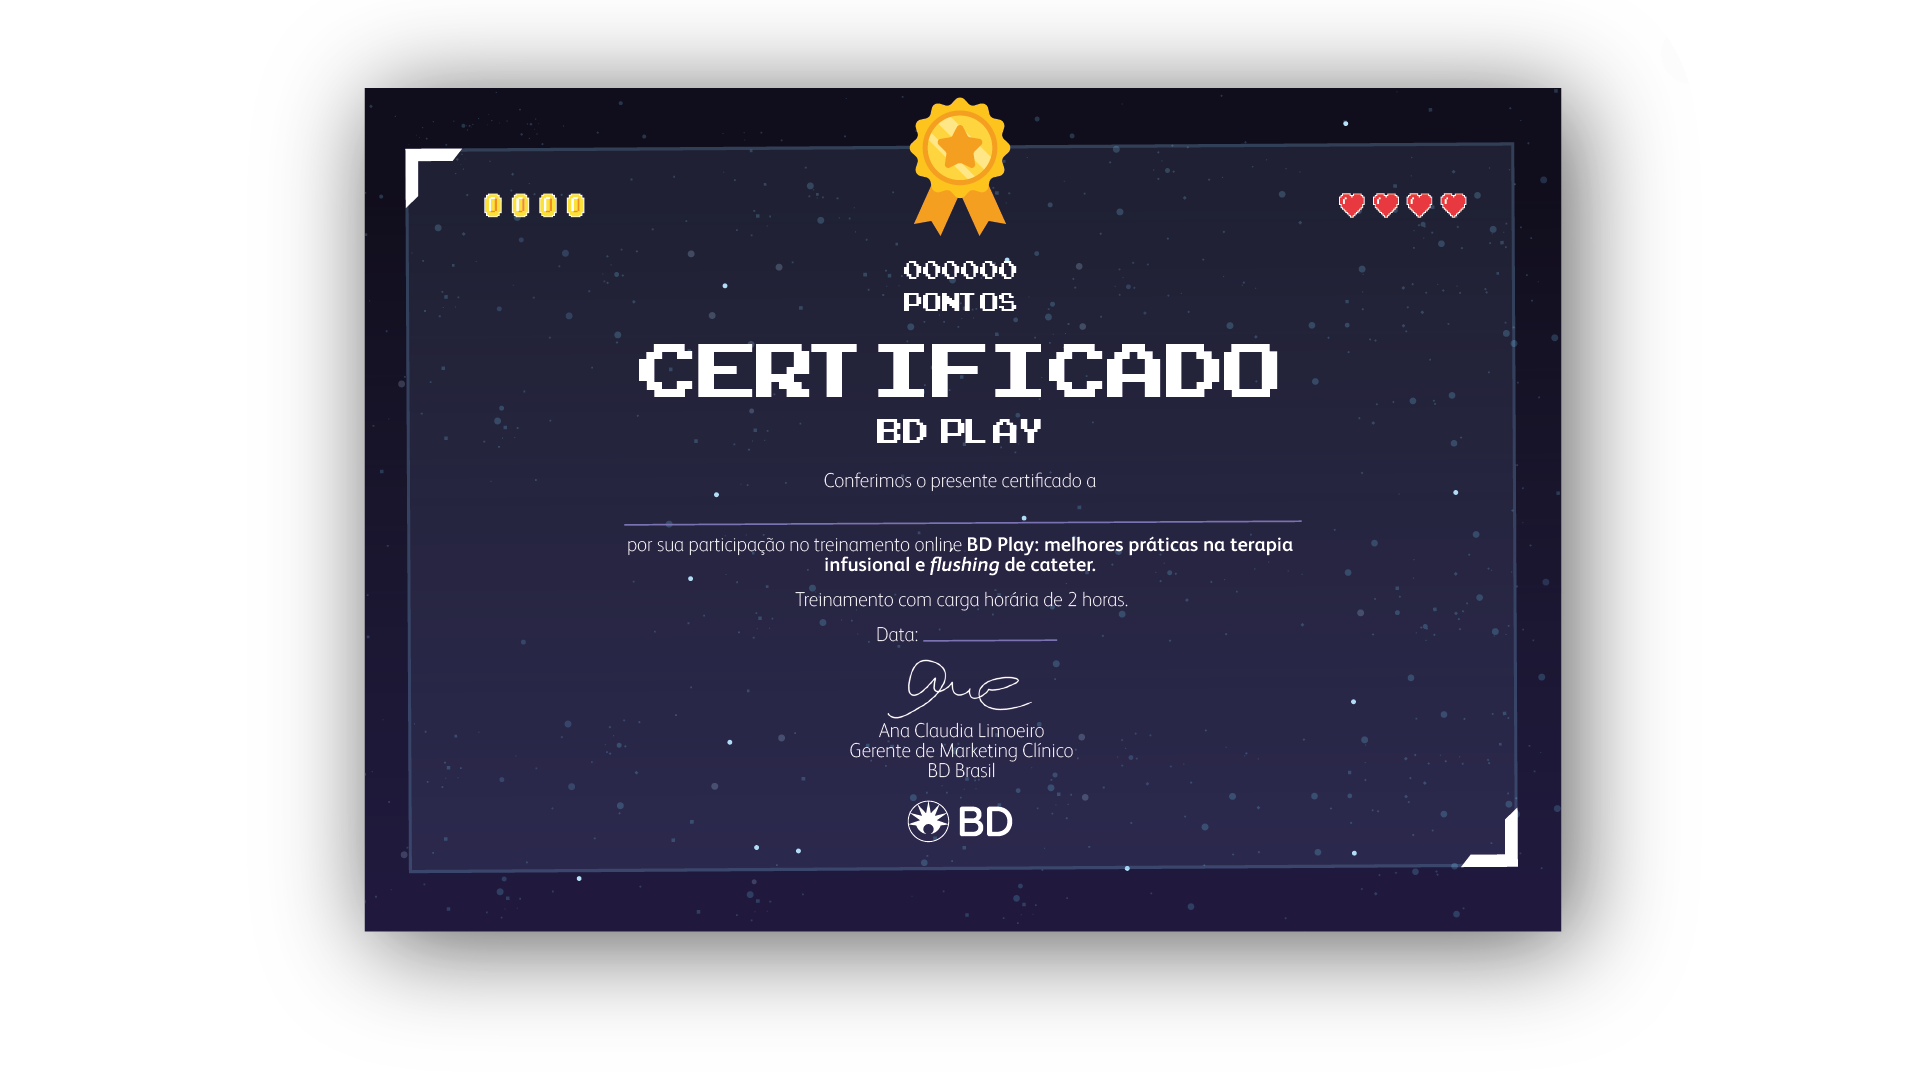 000000
PONTOS
CERTIFICADO
BD PLAY
Conferimos o presente certificado a
por sua participação no treinamento online BD Play: melhores práticas na terapia
infusional e flushing de cateter.
Treinamento com carga horária de 2 horas.
Data:
Ana
Ana Claudia Limoeiro
Gerente de Marketing Clínico
BD Brasil
BD